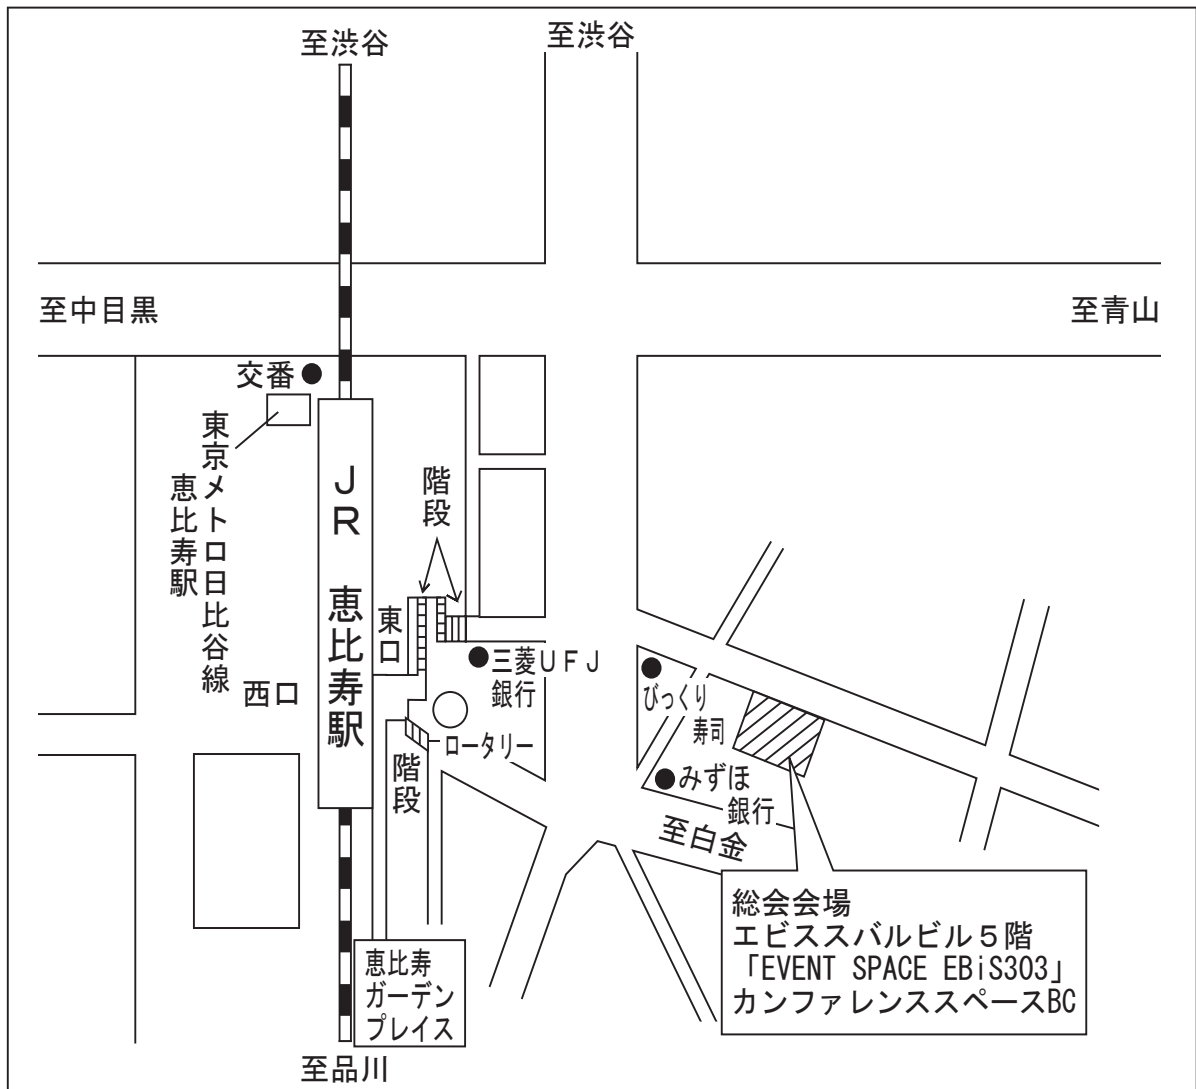 至渋谷
至渋谷
至中目黒
至青山
交番
東京メトロ日比谷線
恵比寿駅
JR 恵比寿駅
階段
東口
西口
三菱UFJ
銀行
ロータリー
階段
びっくり
寿司
みずほ
銀行
至白金
総会会場
エビススバルビル5階
「EVENT SPACE EBiS303」
カンファレンススペースBC
恵比寿
ガーデン
プレイス
至品川